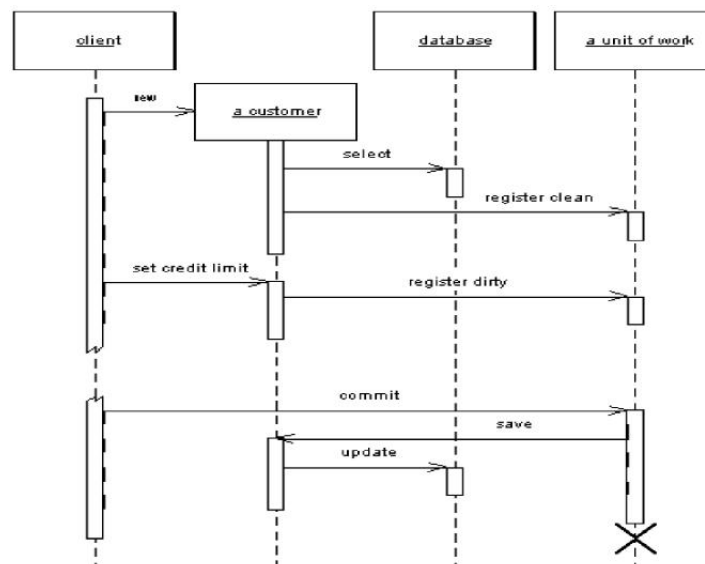 client
database
a unit of work
new
a customer
select
register clean
set credit limit
register dirty
commit
save
update